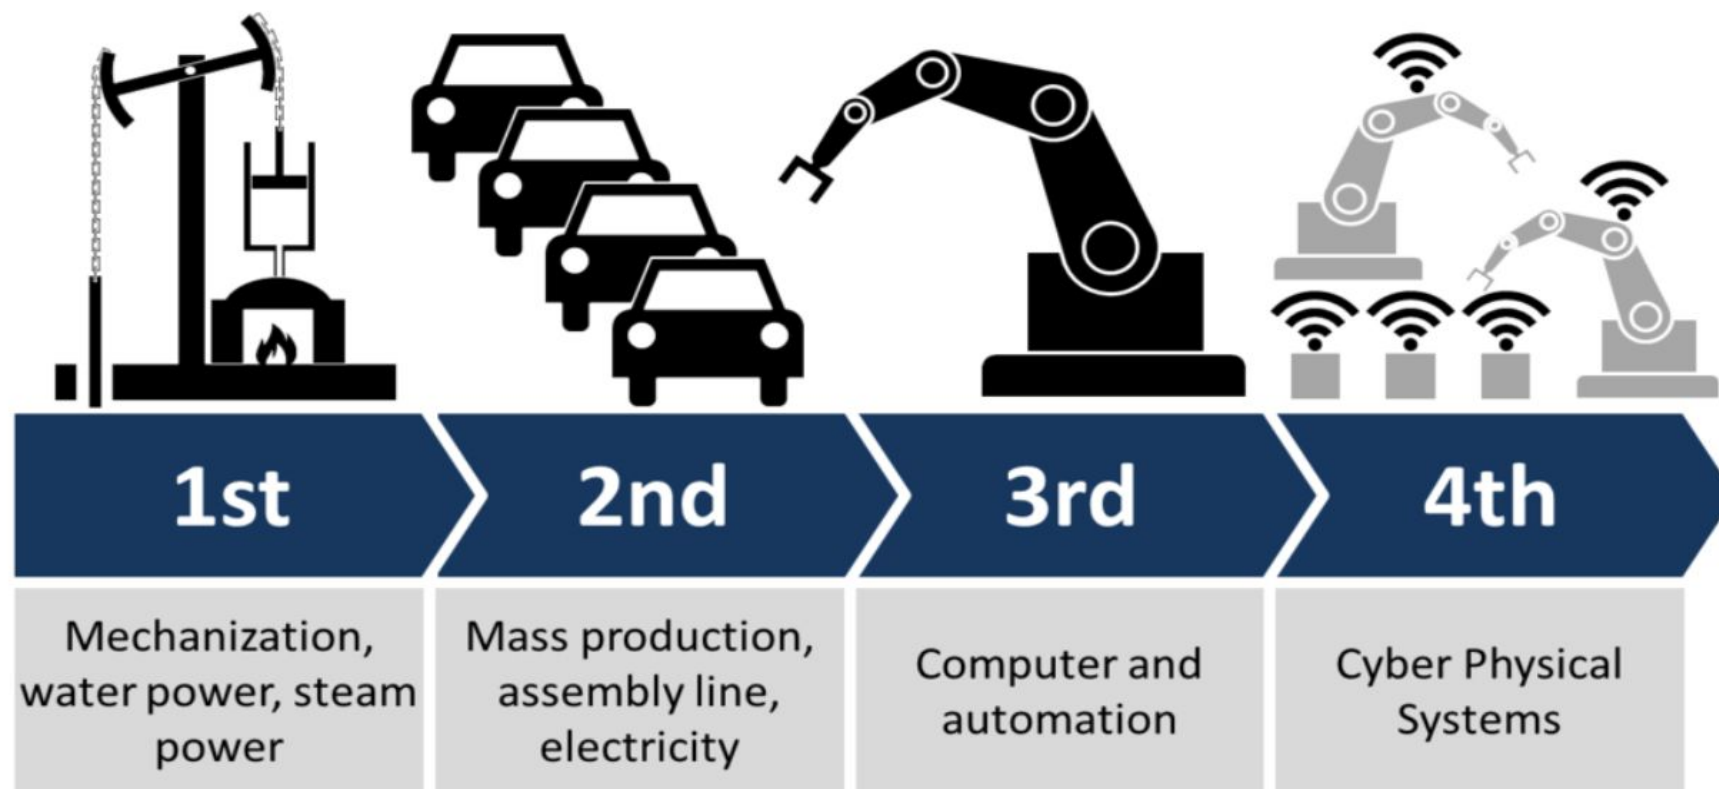 1st
2nd
3rd
4th
Mechanization,
water power, steam
power
Mass production,
assembly line,
electricity
Computer and
automation
Cyber Physical
Systems